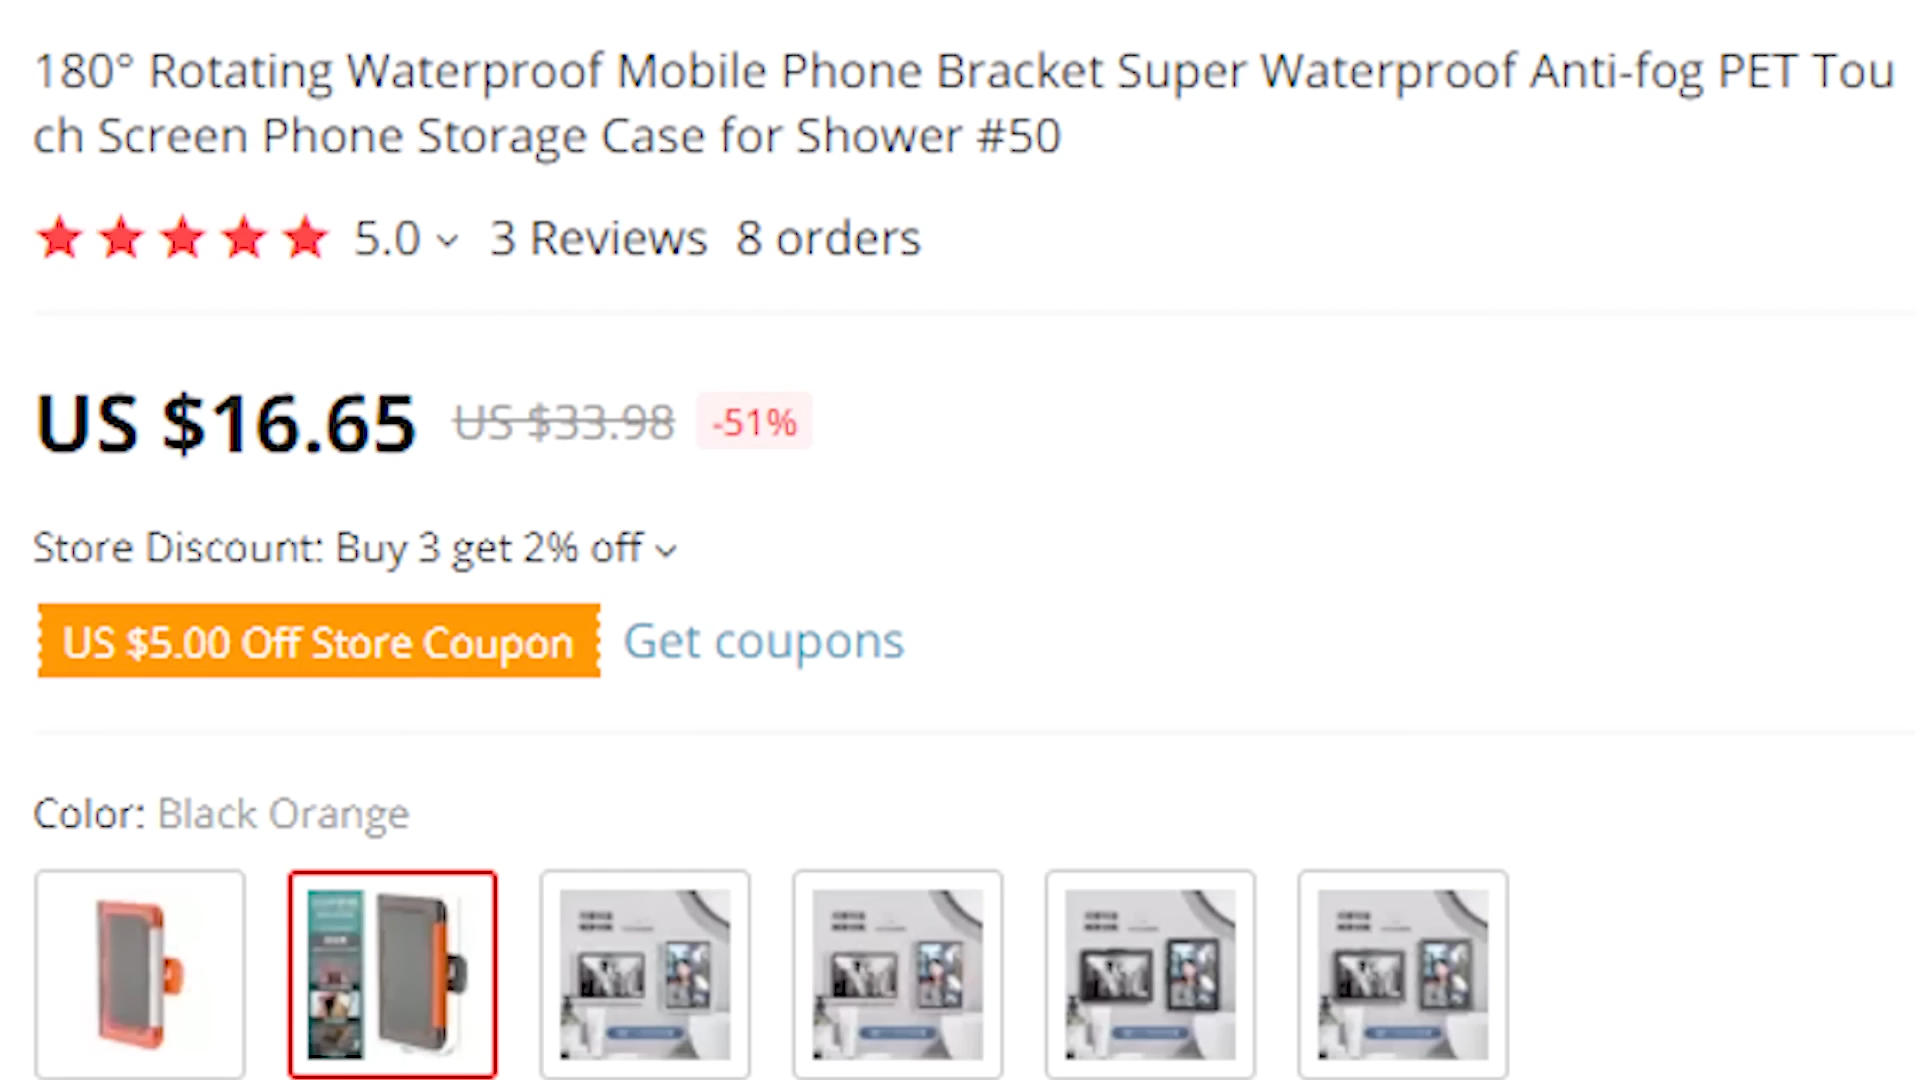 180° Rotating Waterproof Mobile Phone Bracket Super Waterproof Anti-fog PET Tou
ch Screen Phone Storage Case for Shower #50
5.0 3 Reviews 8 orders
US $16.65 US $33.98 -51%
Store Discount: Buy 3 get 2% off
US $5.00 Off Store Coupon Get coupons
Color: Black Orange